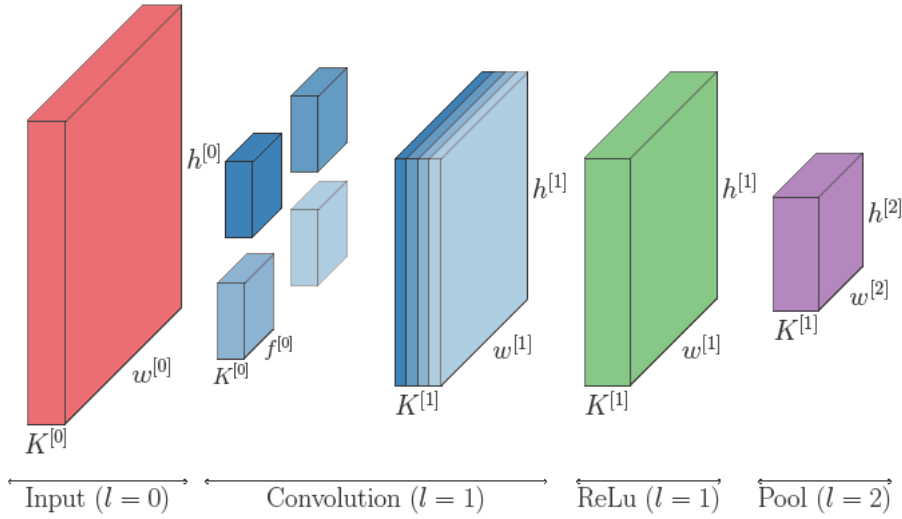 h^{[0]}
w^{[0]}
K^{[0]}
K^{[0]}
f^{[0]}
h^{[1]}
w^{[1]}
K^{[1]}
h^{[1]}
w^{[1]}
K^{[1]}
h^{[2]}
w^{[2]}
K^{[1]}
Input (l = 0)
Convolution (l = 1)
ReLu (l = 1)
Pool (l = 2)